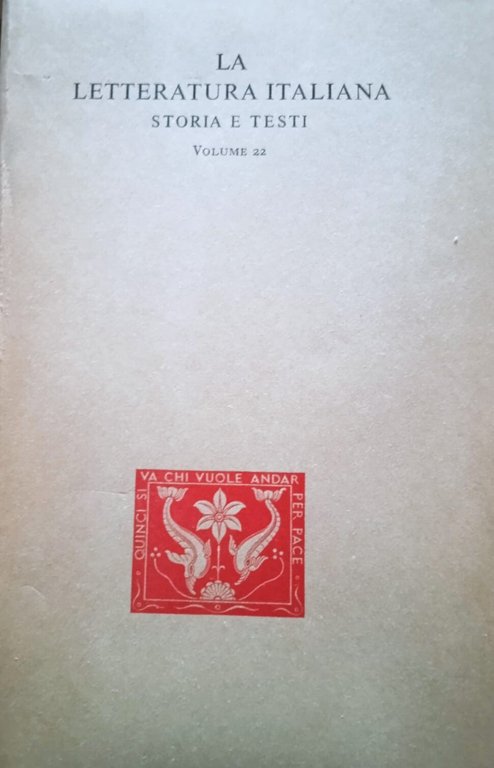 LA
LETTERATURA ITALIANA
STORIA E TESTI
VOLUME 22
QUINCI SI
VA CHI VUOLE ANDAR
PER PACE